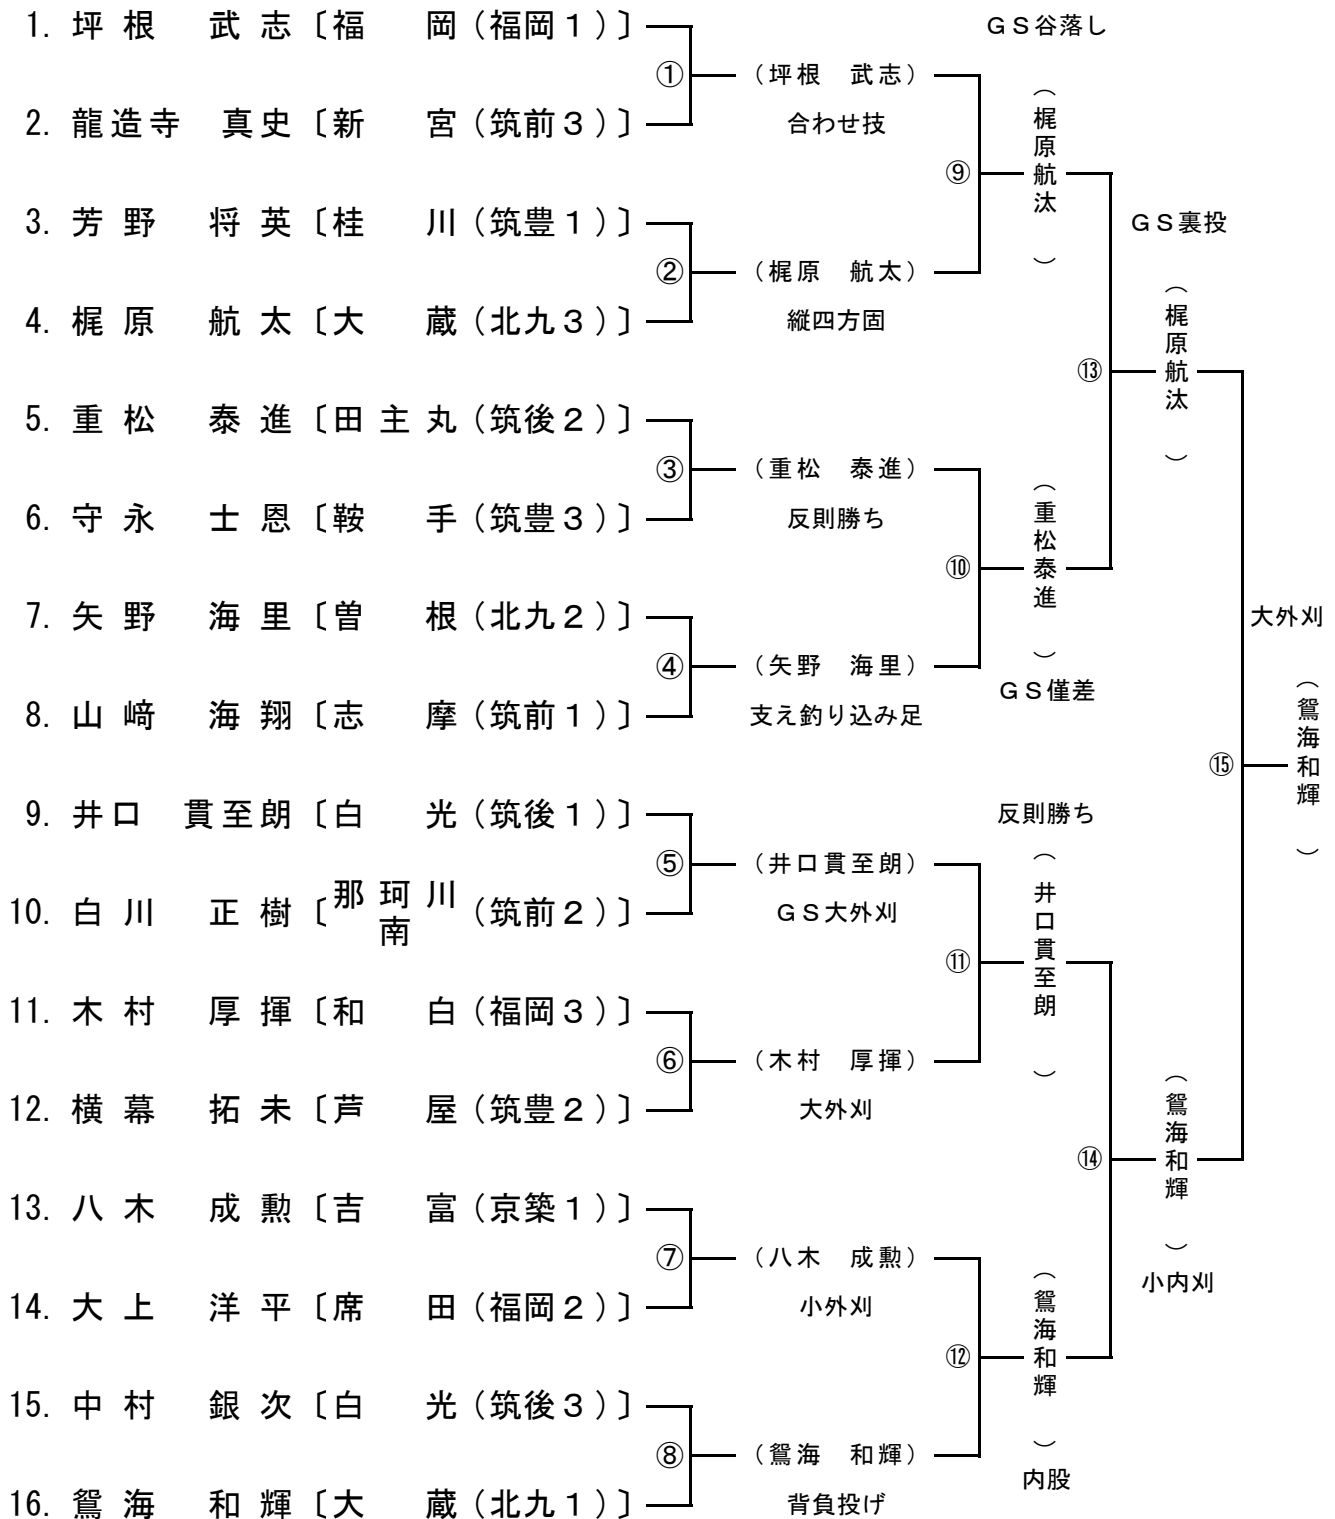 1. 坪根 武志〔福岡（福岡１）〕
2. 龍造寺 真史〔新宮（筑前３）〕
3. 芳野 将英〔桂川（筑豊１）〕
4. 梶原 航太〔大蔵（北九３）〕
5. 重松 泰進〔田主丸（筑後２）〕
6. 守永 士恩〔鞍手（筑豊３）〕
7. 矢野 海里〔曽根（北九２）〕
8. 山﨑 海翔〔志摩（筑前１）〕
9. 井口 貫至朗〔白光（筑後１）〕
10. 白川 正樹〔那珂川南（筑前２）〕
11. 木村 厚揮〔和白（福岡３）〕
12. 横幕 拓未〔芦屋（筑豊２）〕
13. 八木 成勲〔吉富（京築１）〕
14. 大上 洋平〔席田（福岡２）〕
15. 中村 銀次〔白光（筑後３）〕
16. 鴛海 和輝〔大蔵（北九１）〕
①
（坪根 武志）
合わせ技
②
（梶原 航太）
縦四方固
③
（重松 泰進）
反則勝ち
④
（矢野 海里）
支え釣り込み足
⑤
（井口貫至朗）
ＧＳ大外刈
⑥
（木村 厚揮）
大外刈
⑦
（八木 成勲）
小外刈
⑧
（鴛海 和輝）
背負投げ
ＧＳ谷落し
⑨
（梶原航汰）
⑩
（重松泰進）
ＧＳ僅差
反則勝ち
⑪
（井口貫至朗）
⑫
（鴛海和輝）
内股
ＧＳ裏投
⑬
（梶原航汰）
⑭
（鴛海和輝）
小内刈
大外刈
⑮
（鴛海和輝）